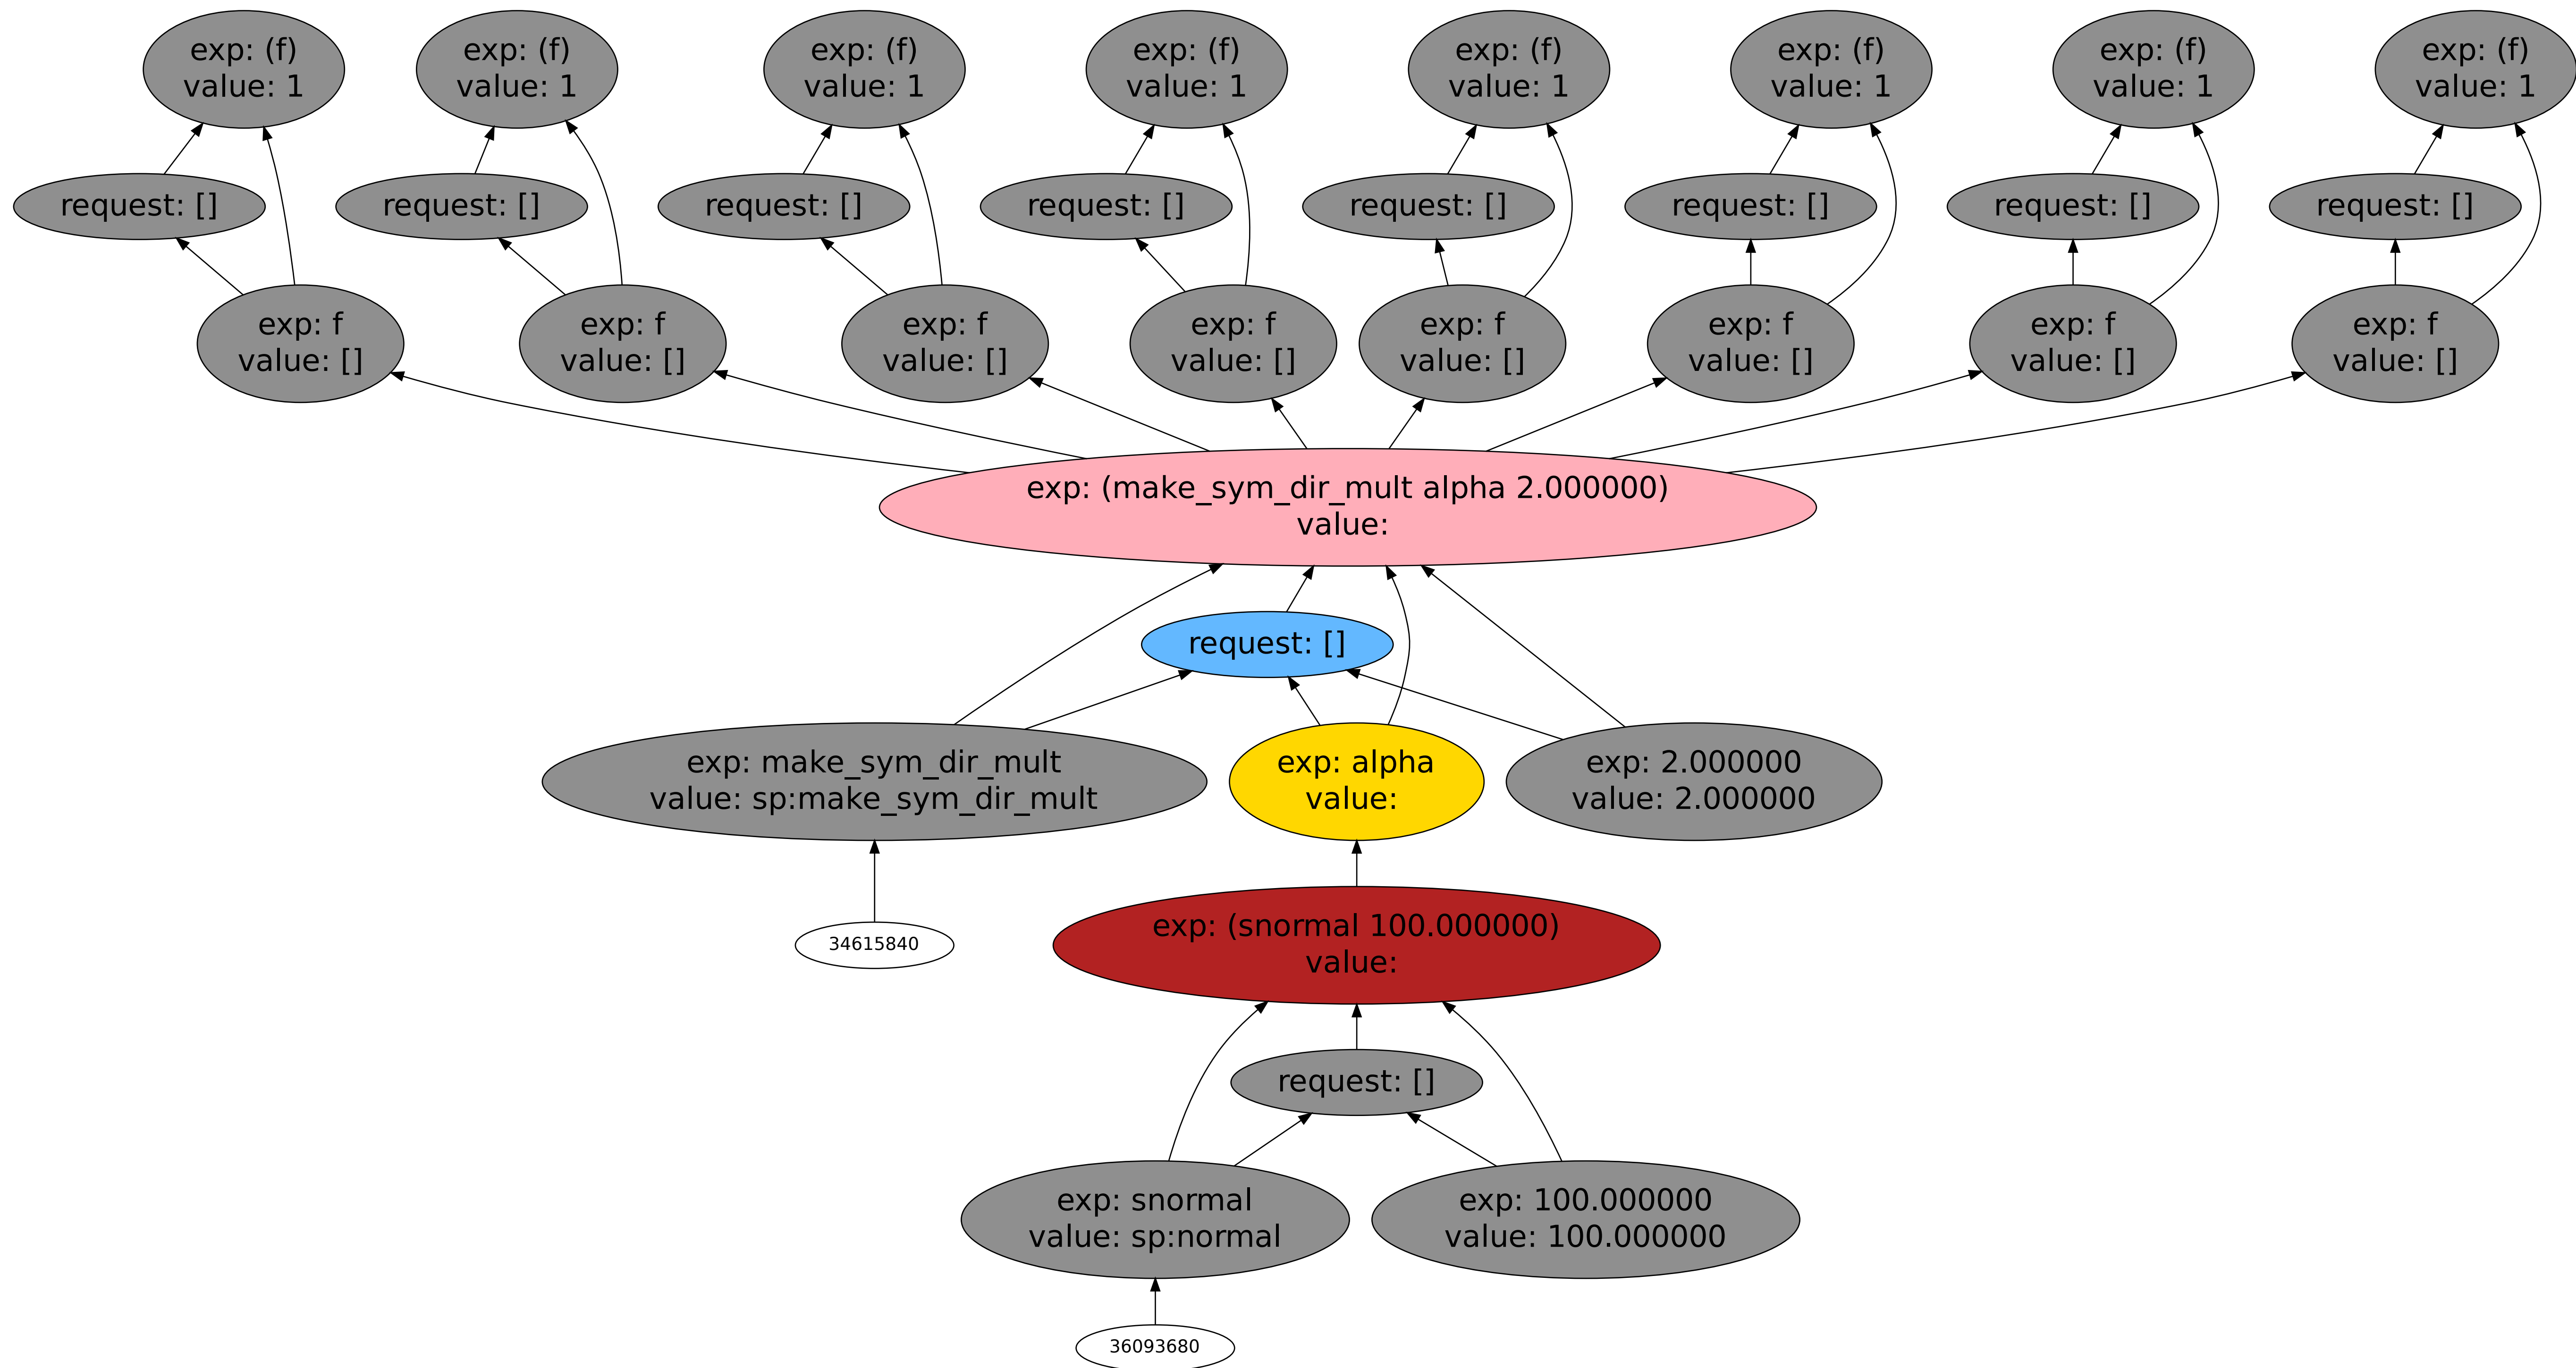 exp: (f)
value: 1
exp: (f)
value: 1
exp: (f)
value: 1
exp: (f)
value: 1
exp: (f)
value: 1
exp: (f)
value: 1
exp: (f)
value: 1
exp: (f)
value: 1
request: []
request: []
request: []
request: []
request: []
request: []
request: []
request: []
exp: f
value: []
exp: f
value: []
exp: f
value: []
exp: f
value: []
exp: f
value: []
exp: f
value: []
exp: f
value: []
exp: f
value: []
exp: (make_sym_dir_mult alpha 2.000000)
value:
request: []
exp: make_sym_dir_mult
value: sp:make_sym_dir_mult
exp: alpha
value:
exp: 2.000000
value: 2.000000
34615840
exp: (snormal 100.000000)
value:
request: []
exp: snormal
value: sp:normal
exp: 100.000000
value: 100.000000
36093680